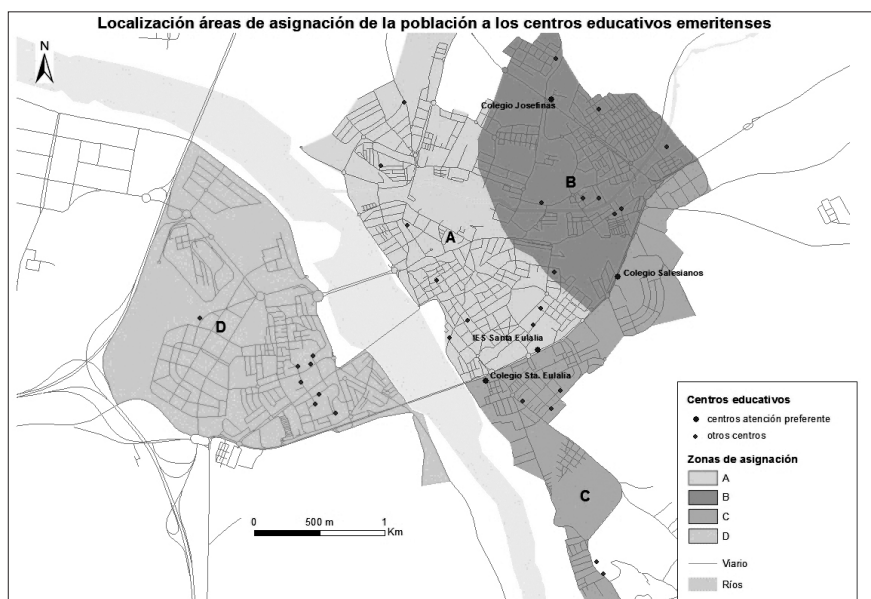 Localización áreas de asignación de la población a los centros educativos emeritenses
N
Colegio Josefinas
B
A
Colegio Salesianos
D
IES Santa Eulalia
Colegio Sta. Eulalia
C
0 500 m 1
Km
Centros educativos
centros atención preferente
otros centros
Zonas de asignación
A
B
C
D
Viario
Ríos